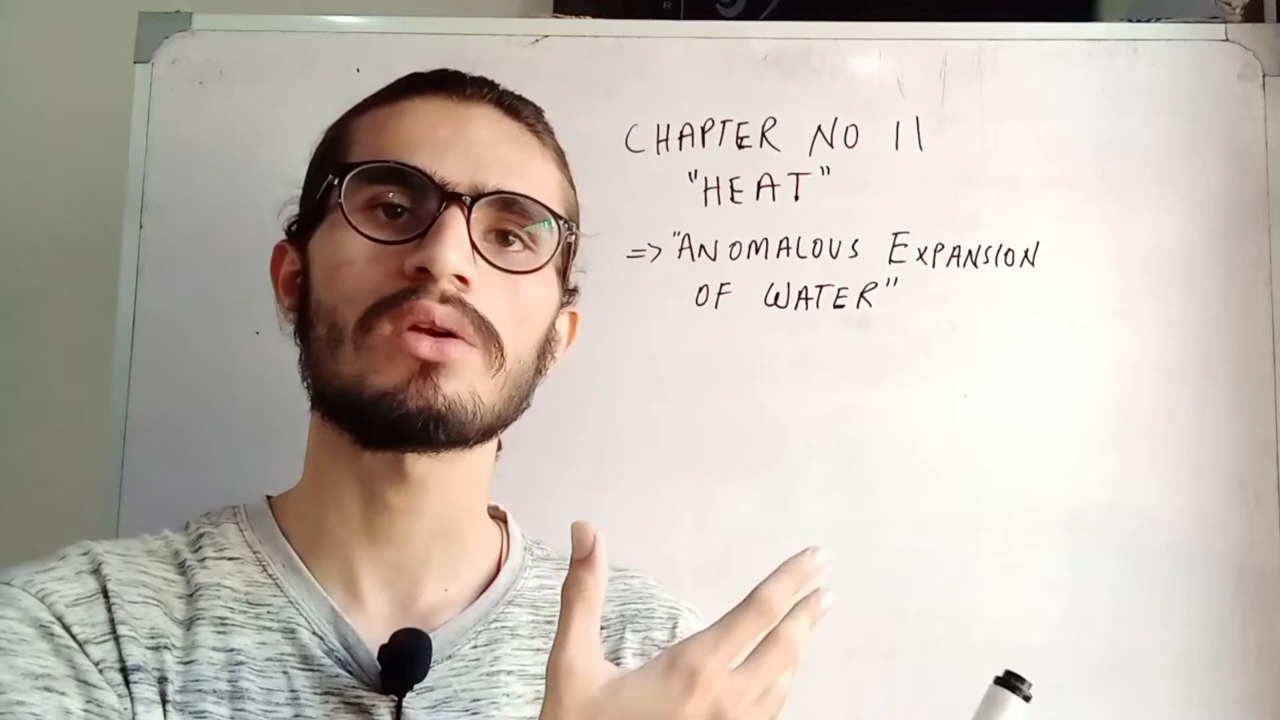 CHAPTER NO 11
"HEAT"
=> "ANOMALOUS EXPANSION
OF WATER"